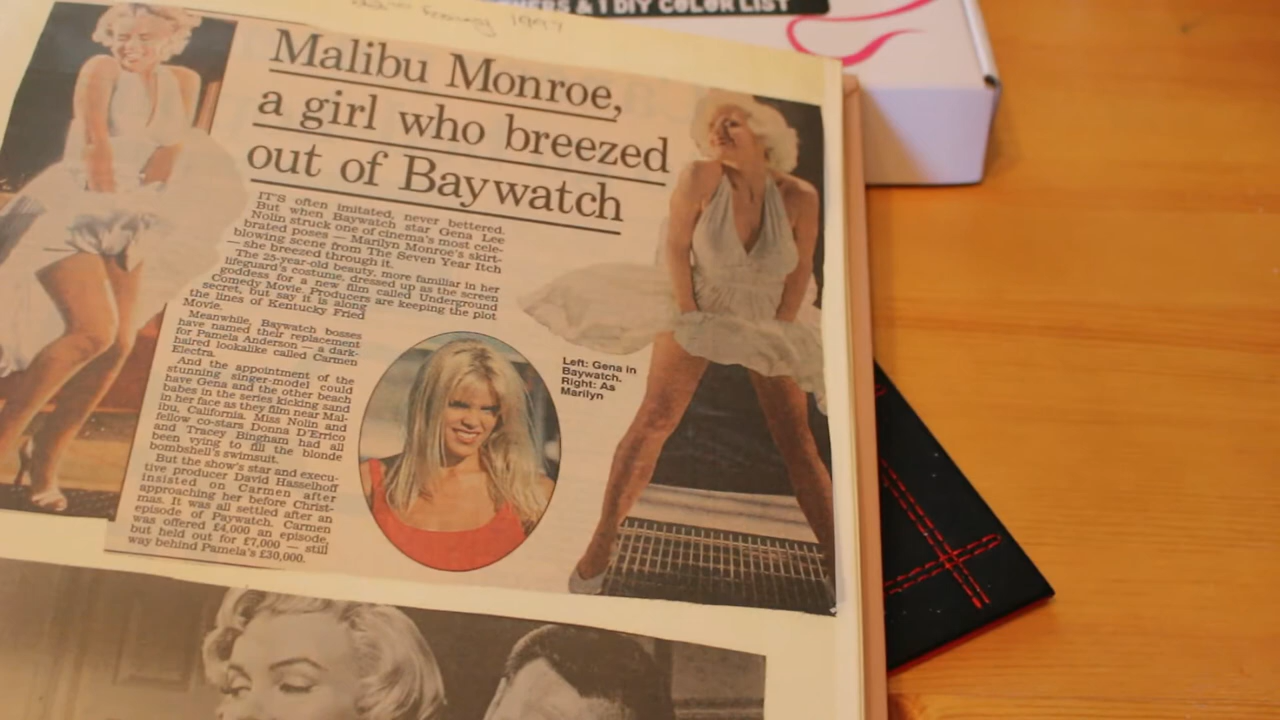 & 1 DIY COLOR LIST
1997
Malibu Monroe,
a girl who breezed
out of Baywatch
IT'S often imitated, never bettered.
But when Baywatch star Gena Lee
Nolin struck one of cinema's most cele-
brated poses — Marilyn Monroe's skirt-
blowing scene from The Seven Year Itch
— she breezed through it.
The 25-year-old beauty, more familiar in her
lifeguard's costume, dressed up as the screen
goddess for a new film called Underground
Comedy Movie. Producers are keeping the plot
secret, but say it is along
the lines of Kentucky Fried
Movie.
Meanwhile, Baywatch bosses
have named their replacement
for Pamela Anderson — a dark-
haired lookalike called Carmen
Electra.
And the appointment of the
stunning singer-model could
have Gena and the other beach
babes in the series kicking sand
in her face as they film near Mal-
ibu, California. Miss Nolin and
fellow co-stars Donna D'Errico
and Tracey Bingham had all
been vying to fill the blonde
bombshell's swimsuit.
But the show's star and execu-
tive producer David Hasselhoff
insisted on Carmen after
approaching her before Christ-
mas. It was all settled after an
episode of Paywatch. Carmen
was offered £4,000 an episode,
but held out for £7,000 — still
way behind Pamela's £30,000.
Left: Gena in
Baywatch.
Right: As
Marilyn